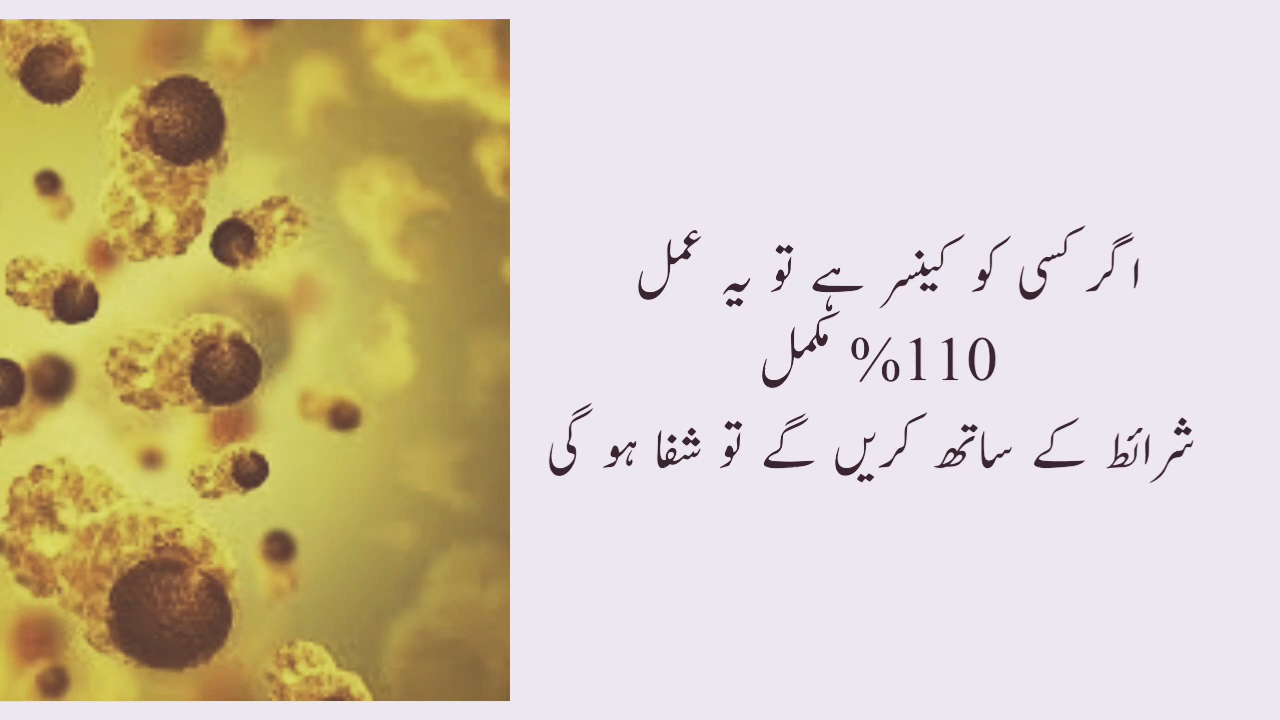 اگر کسی کو کینسر ہے تو یہ عمل
110% مکمل
شرائط کے ساتھ کریں گے تو شفا ہو گی